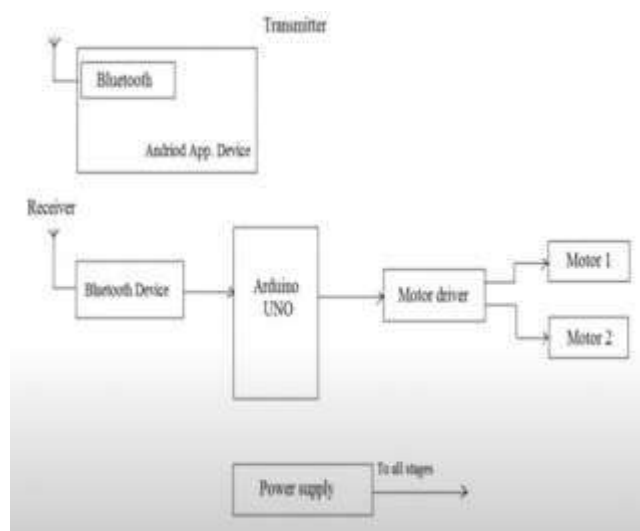 Transmitter
Bluetooth
Andriod App. Device
Receiver
Bluetooth Device
Arduino
UNO
Motor driver
Motor 1
Motor 2
Power supply
To all stages